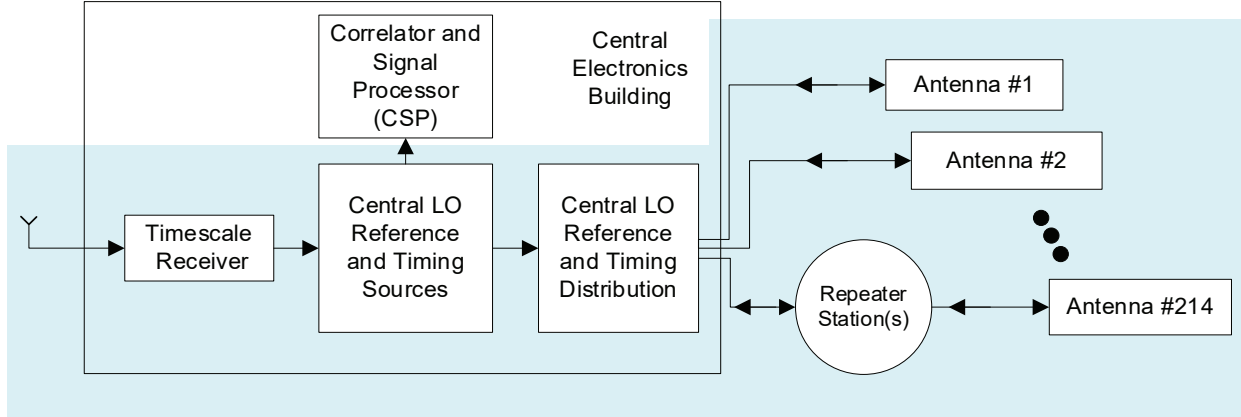 Correlator and
Signal
Processor
(CSP)
Central
Electronics
Building
Antenna #1
Antenna #2
Timescale
Receiver
Central LO
Reference
and Timing
Sources
Central LO
Reference
and Timing
Distribution
Repeater
Station(s)
Antenna #214